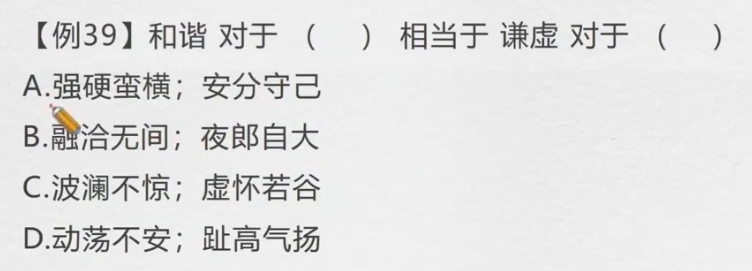 【例39】和谐 对于 （ ） 相当于 谦虚 对于 （ ）
A.强硬蛮横；安分守己
B.融洽无间；夜郎自大
C.波澜不惊；虚怀若谷
D.动荡不安；趾高气扬